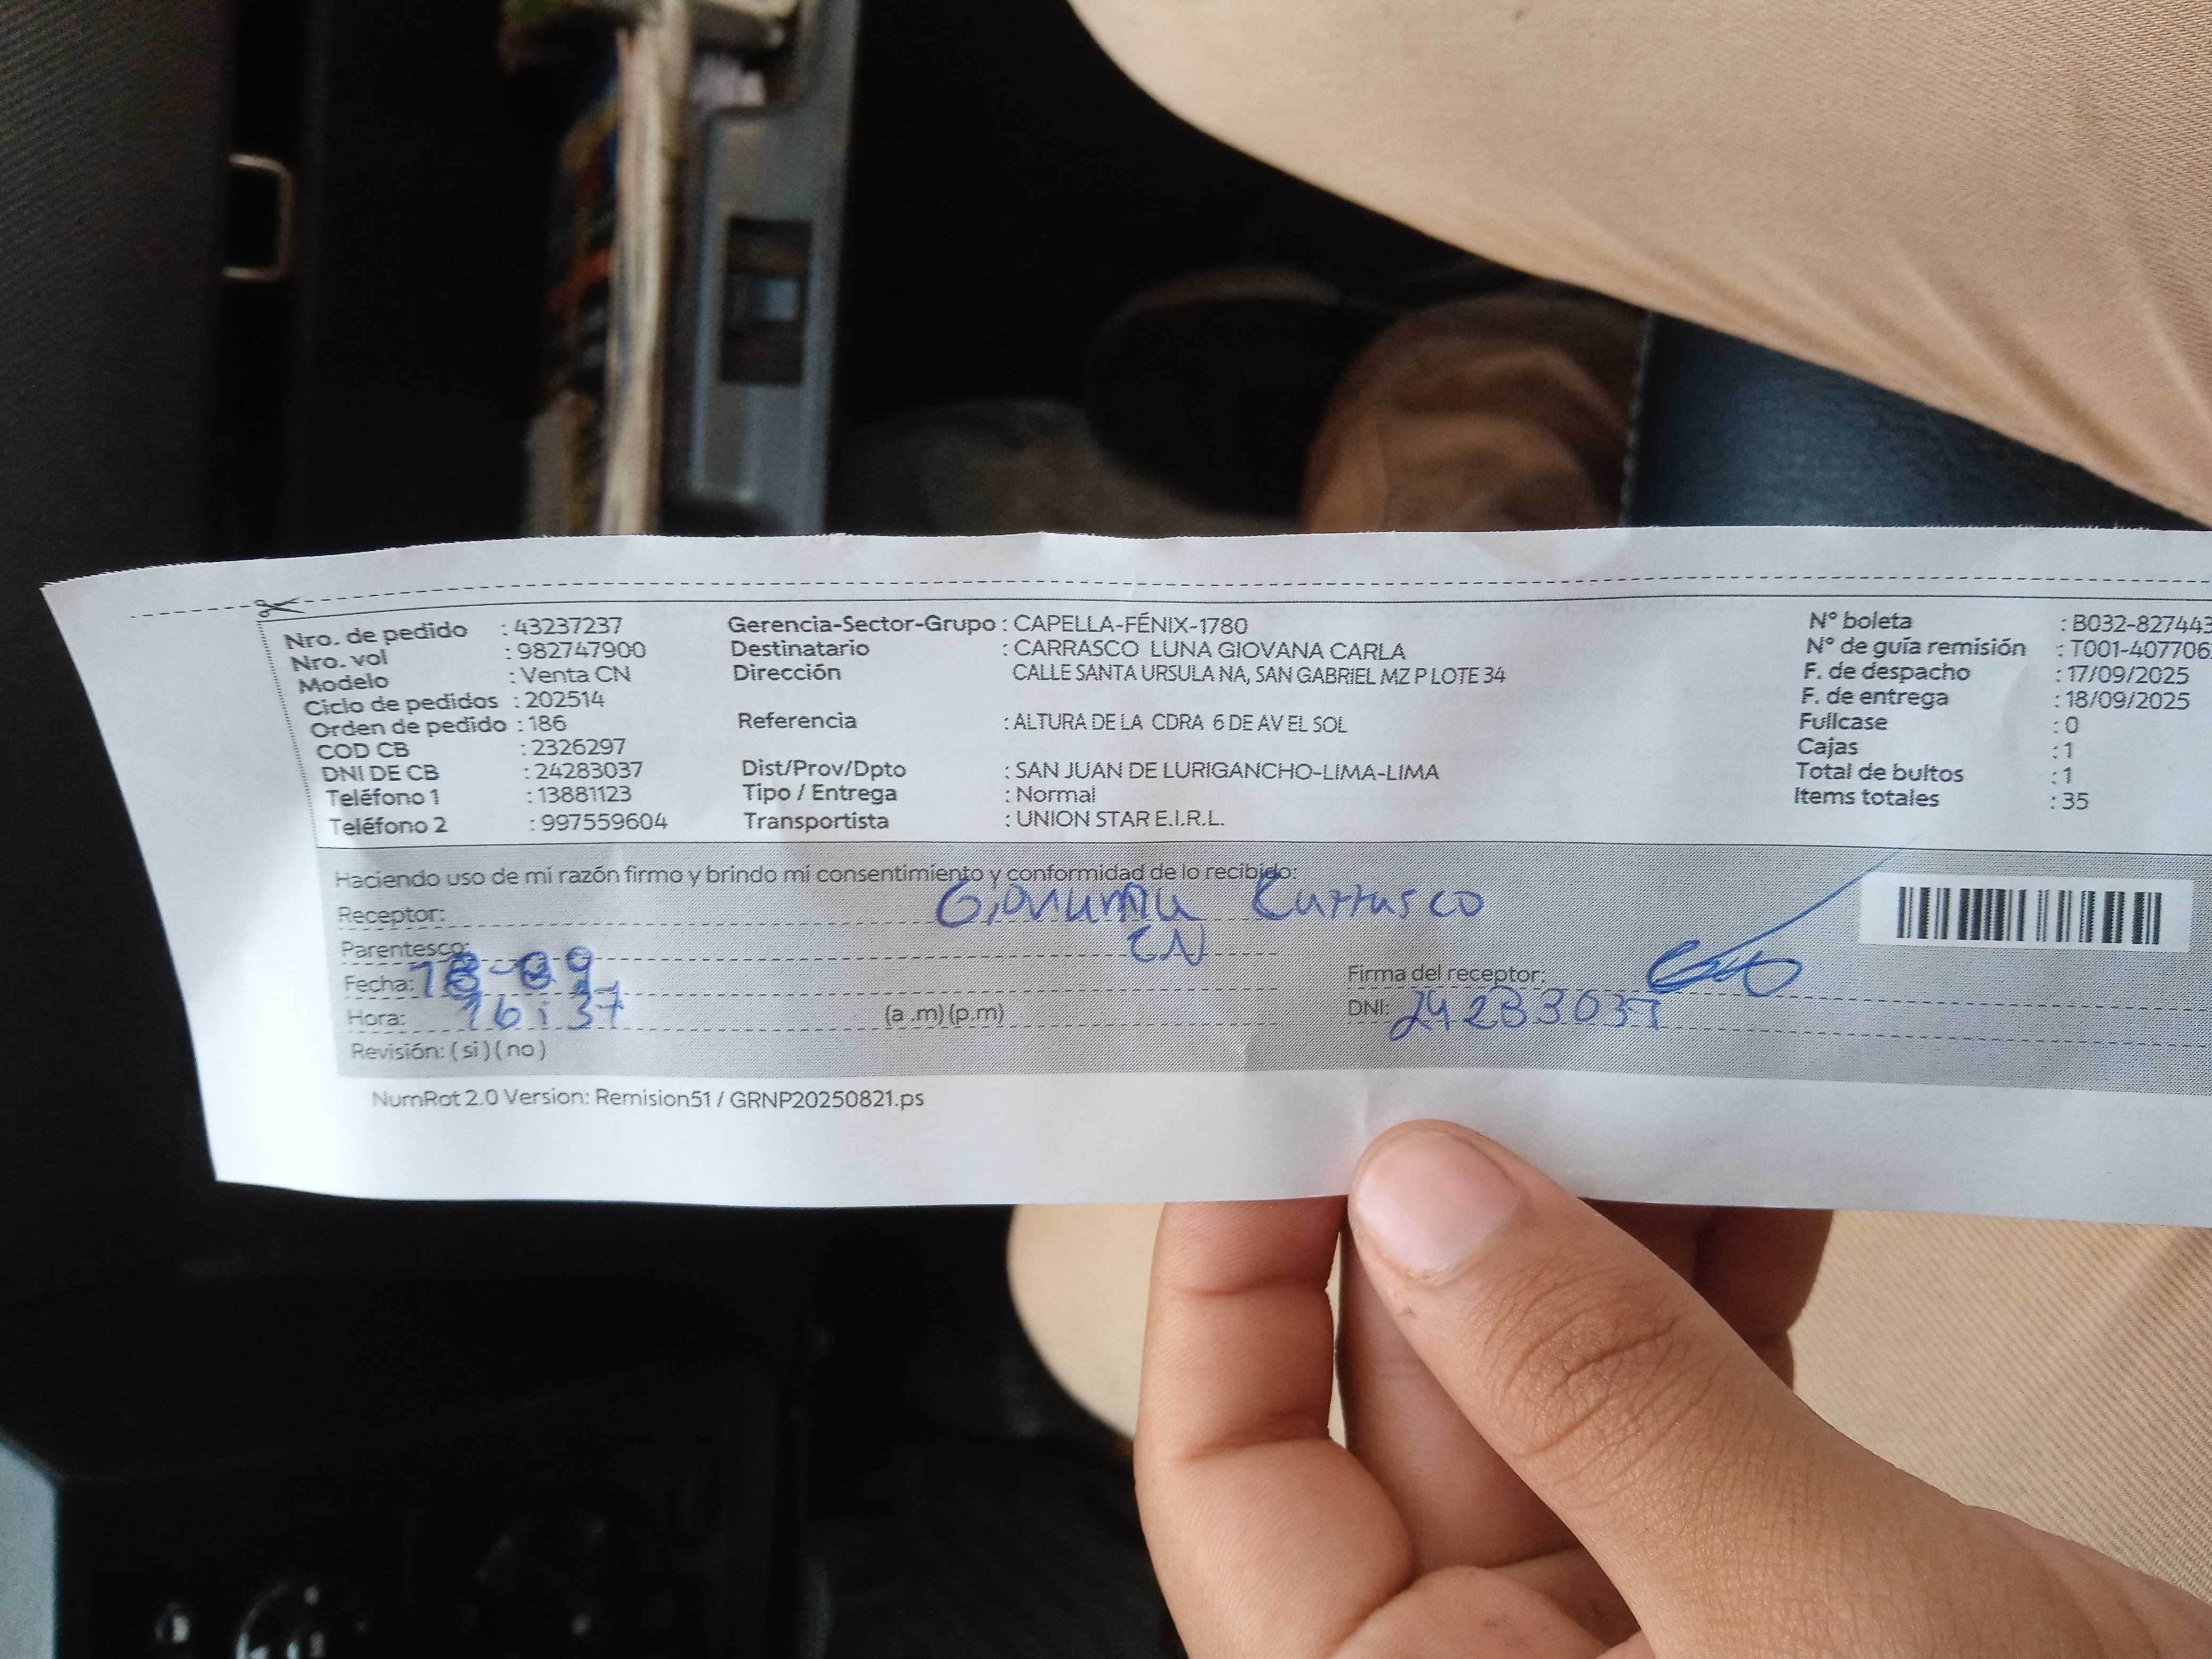 Nro. de pedido : 43237237 Gerencia-Sector-Grupo : CAPELLA-FÉNIX-1780 N° boleta : B032-827443
Nro. vol : 982747900 Destinatario : CARRASCO LUNA GIOVANA CARLA N° de guía remisión : T001-407706
Modelo : Venta CN Dirección CALLE SANTA URSULA NA, SAN GABRIEL MZ P LOTE 34 F. de despacho : 17/09/2025
Ciclo de pedidos : 202514 F. de entrega : 18/09/2025
Orden de pedido : 186 Referencia : ALTURA DE LA CDRA 6 DE AV EL SOL Fullcase : 0
COD CB : 2326297 Cajas : 1
DNI DE CB : 24283037 Dist/Prov/Dpto : SAN JUAN DE LURIGANCHO-LIMA-LIMA Total de bultos : 1
Teléfono 1 : 13881123 Tipo / Entrega : Normal Items totales : 35
Teléfono 2 : 997559604 Transportista : UNION STAR E.I.R.L.
Haciendo uso de mi razón firmo y brindo mi consentimiento y conformidad de lo recibido:
Receptor: Carrasco
Parentesco: CN
Fecha: 18-09 Firma del receptor:
Hora: 16:37 (a .m) (p.m) DNI: 24283037
Revisión: ( si ) ( no )
NumRot 2.0 Version: Remision51 / GRNP20250821.ps